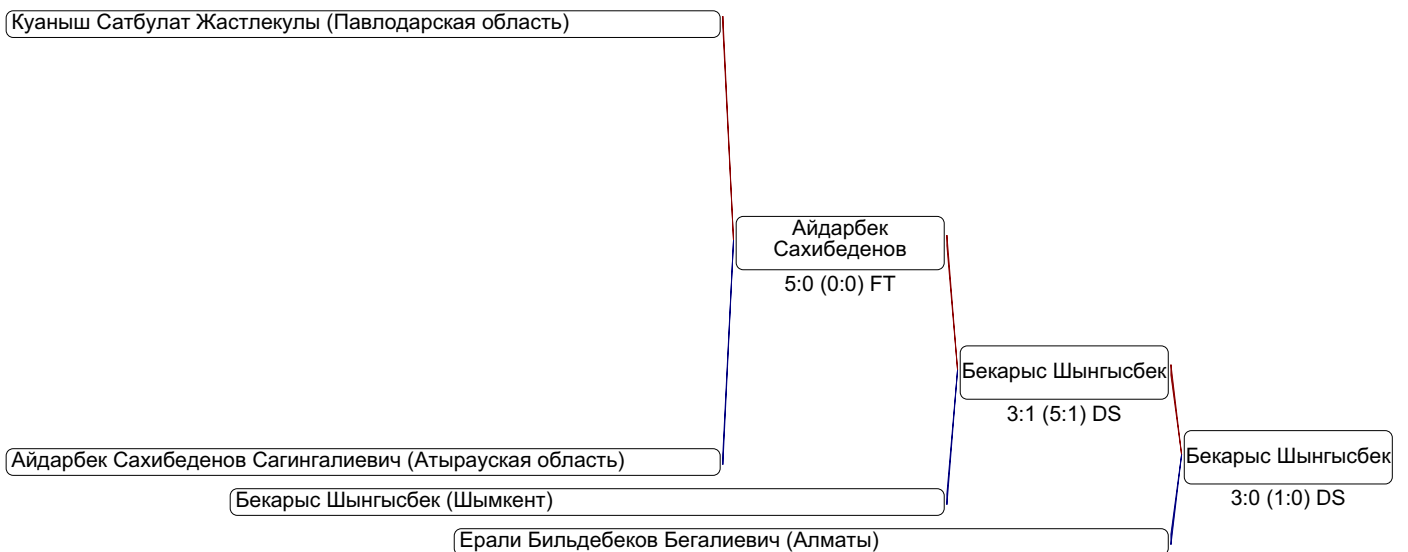 Куаныш Сатбулат Жастлекулы (Павлодарская область)
Айдарбек
Сахибеденов
5:0 (0:0) FT
Бекарыс Шынгысбек
3:1 (5:1) DS
Айдарбек Сахибеденов Сагингалиевич (Атырауская область)
Бекарыс Шынгысбек
3:0 (1:0) DS
Бекарыс Шынгысбек (Шымкент)
Ерали Бильдебеков Бегалиевич (Алматы)